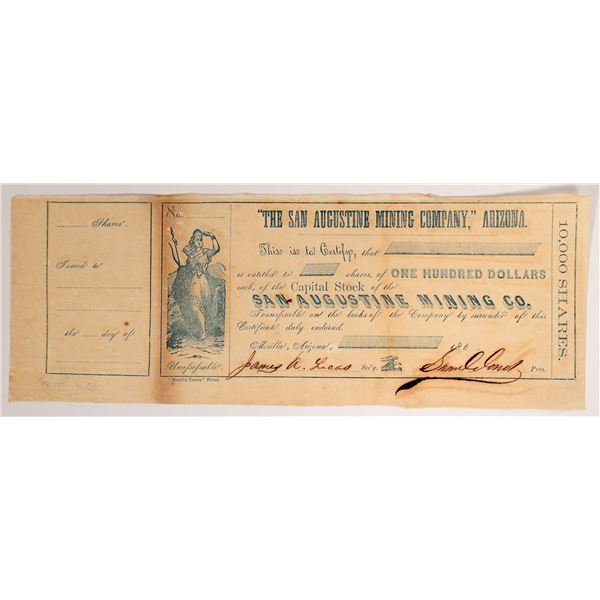 Shares.
Issued to
the day of
No.
Unassessable.
"Mesilla Times" Print.
"THE SAN AUGUSTINE MINING COMPANY," ARIZONA.
This is to Certify, that
is entitled to shares, of ONE HUNDRED DOLLARS
each, of the Capital Stock of the
SAN AUGUSTINE MINING CO.
Transferable on the books of the Company by surrender of this
Certificate duly endorsed.
Mesilla, Arizona, 186
James A. Lucas Sec'y. Pres.
10,000 SHARES.